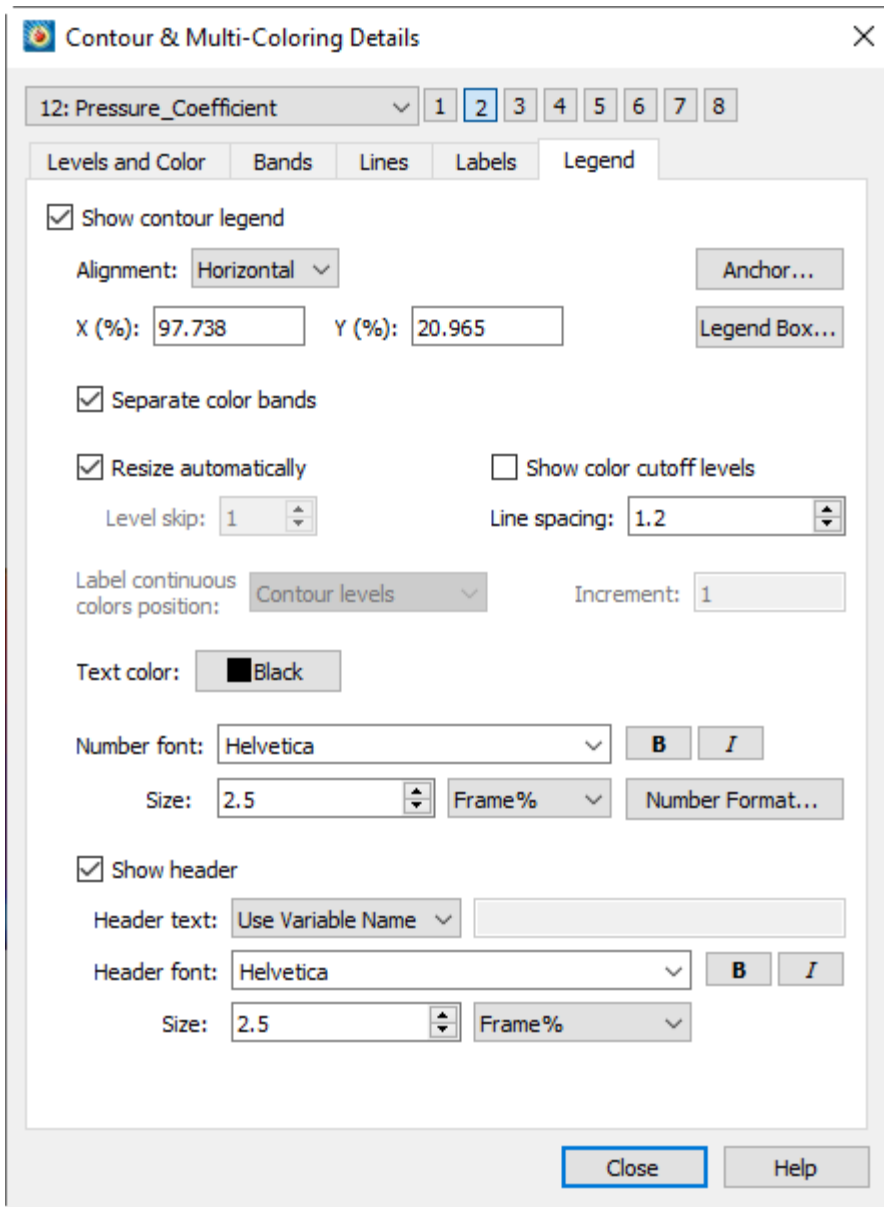 Contour & Multi-Coloring Details
12: Pressure_Coefficient 1 2 3 4 5 6 7 8
Levels and Color Bands Lines Labels Legend
Show contour legend
Alignment: Horizontal Anchor...
X (%): 97.738 Y (%): 20.965 Legend Box...
Separate color bands
Resize automatically Show color cutoff levels
Level skip: 1 Line spacing: 1.2
Label continuous
colors position: Contour levels Increment: 1
Text color: Black
Number font: Helvetica B I
Size: 2.5 Frame% Number Format...
Show header
Header text: Use Variable Name
Header font: Helvetica B I
Size: 2.5 Frame%
Close Help